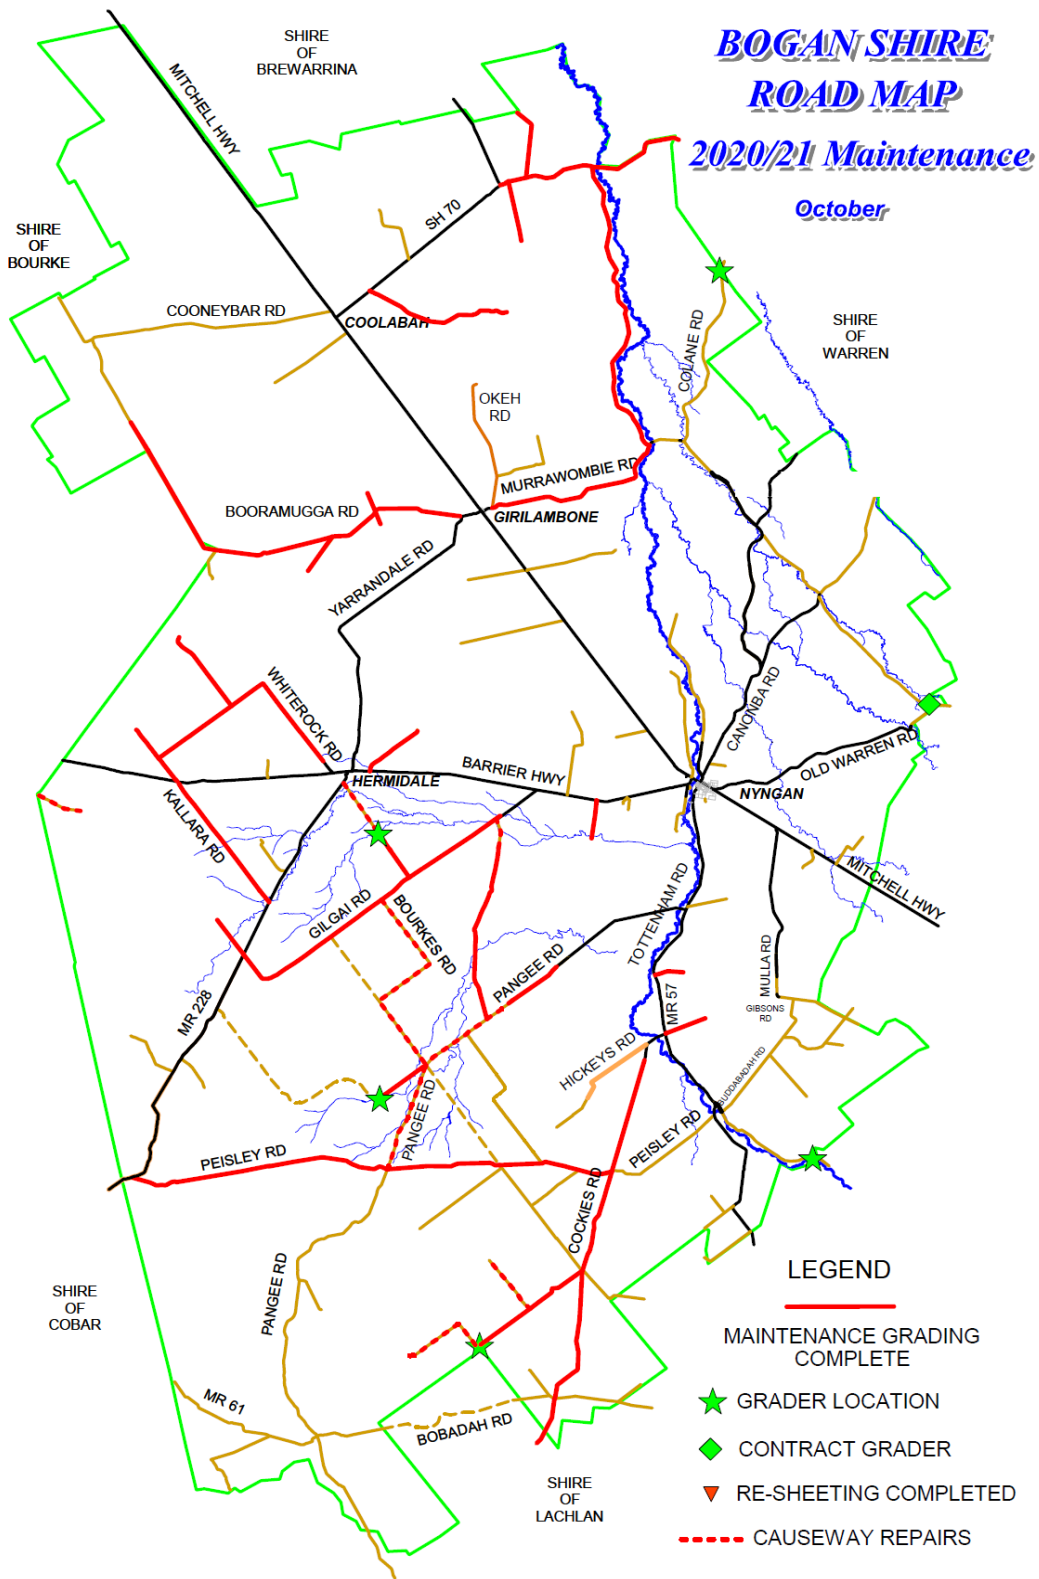 BOGAN SHIRE
ROAD MAP
2020/21 Maintenance
October
SHIRE
OF
BREWARRINA
MITCHELL HWY
SH 70
SHIRE
OF
BOURKE
COONEYBAR RD
COOLABAH
SHIRE
OF
WARREN
COLANE RD
OKEH
RD
MURRAWOMBIE RD
BOORAMUGGA RD
GIRILAMBONE
YARRANDALE RD
WHITEROCK RD
CANONBA RD
OLD WARREN RD
BARRIER HWY
HERMIDALE
NYNGAN
KALLARA RD
MITCHELL HWY
GILGAI RD
BOURKES RD
TOTTENHAM RD
PANGEE RD
MULLA RD
MR 228
MR 57
GIBSONS
RD
HICKEYS RD
BUDDABADAH RD
PANGEE RD
PEISLEY RD
PEISLEY RD
COCKIES RD
PANGEE RD
SHIRE
OF
COBAR
MR 61
BOBADAH RD
SHIRE
OF
LACHLAN
LEGEND
MAINTENANCE GRADING
COMPLETE
GRADER LOCATION
CONTRACT GRADER
RE-SHEETING COMPLETED
CAUSEWAY REPAIRS